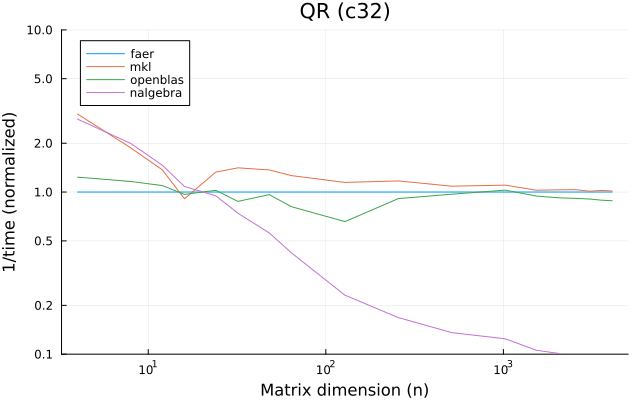 QR (c32)
1/time (normalized)
10.0
5.0
2.0
1.0
0.5
0.2
0.1
faer
mkl
openblas
nalgebra
10¹
10²
10³
Matrix dimension (n)